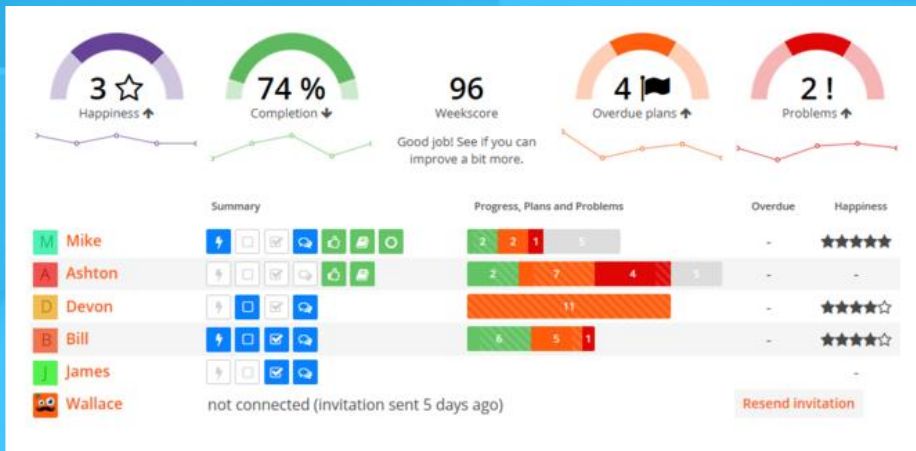 3
Happiness
74 %
Completion
96
Weekscore
Good job! See if you can
improve a bit more.
4
Overdue plans
2 !
Problems
Summary Progress, Plans and Problems Overdue Happiness
M Mike 2 2 1 5 -
A Ashton 2 7 4 5 - -
D Devon 11 -
B Bill 6 5 1 -
J James -
Wallace not connected (invitation sent 5 days ago) Resend invitation